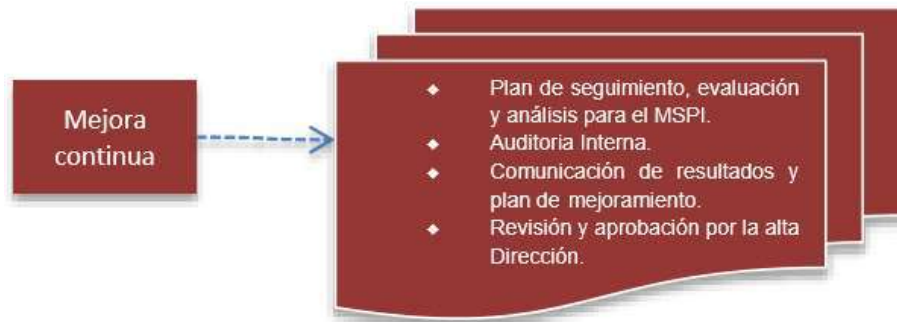 Mejora
continua
◆ Plan de seguimiento, evaluación
y análisis para el MSPI.
◆ Auditoria Interna.
◆ Comunicación de resultados y
plan de mejoramiento.
◆ Revisión y aprobación por la alta
Dirección.